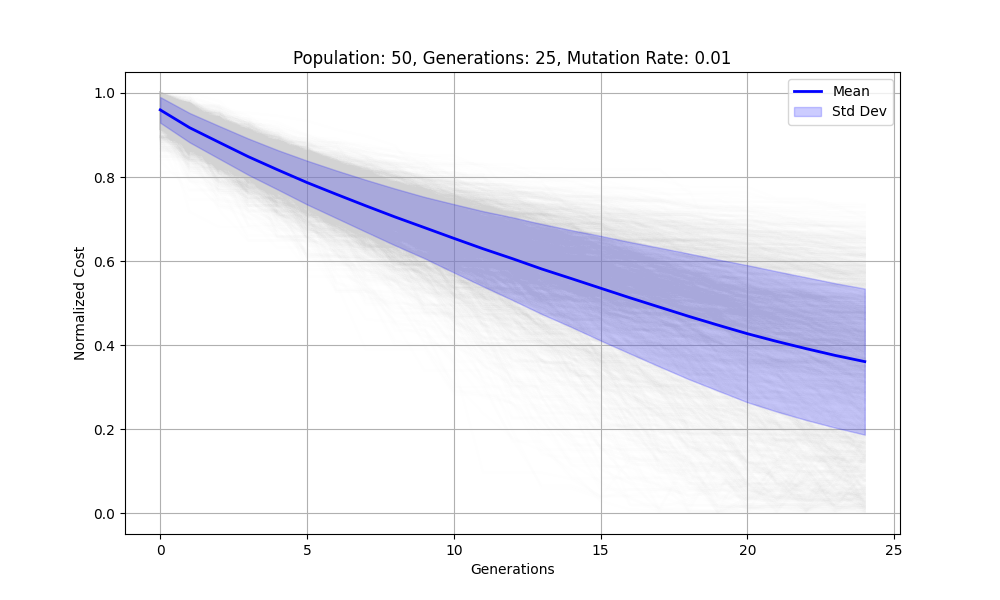 Population: 50, Generations: 25, Mutation Rate: 0.01
Mean
Std Dev
Normalized Cost
1.0
0.8
0.6
0.4
0.2
0.0
0 5 10 15 20 25
Generations